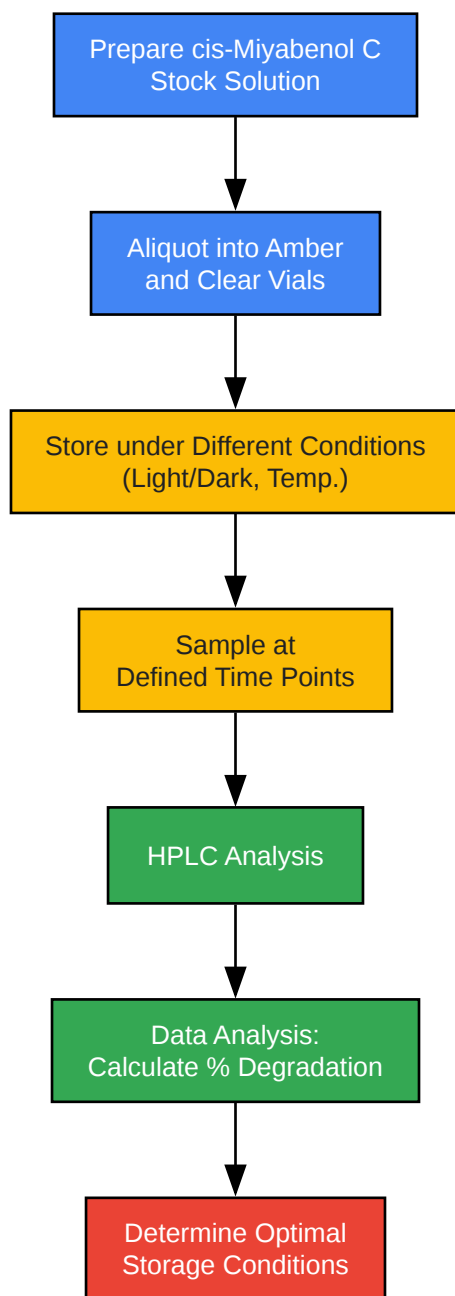 Prepare cis-Miyabenol C
Stock Solution
Aliquot into Amber
and Clear Vials
Store under Different Conditions
(Light/Dark, Temp.)
Sample at
Defined Time Points
HPLC Analysis
Data Analysis:
Calculate % Degradation
Determine Optimal
Storage Conditions